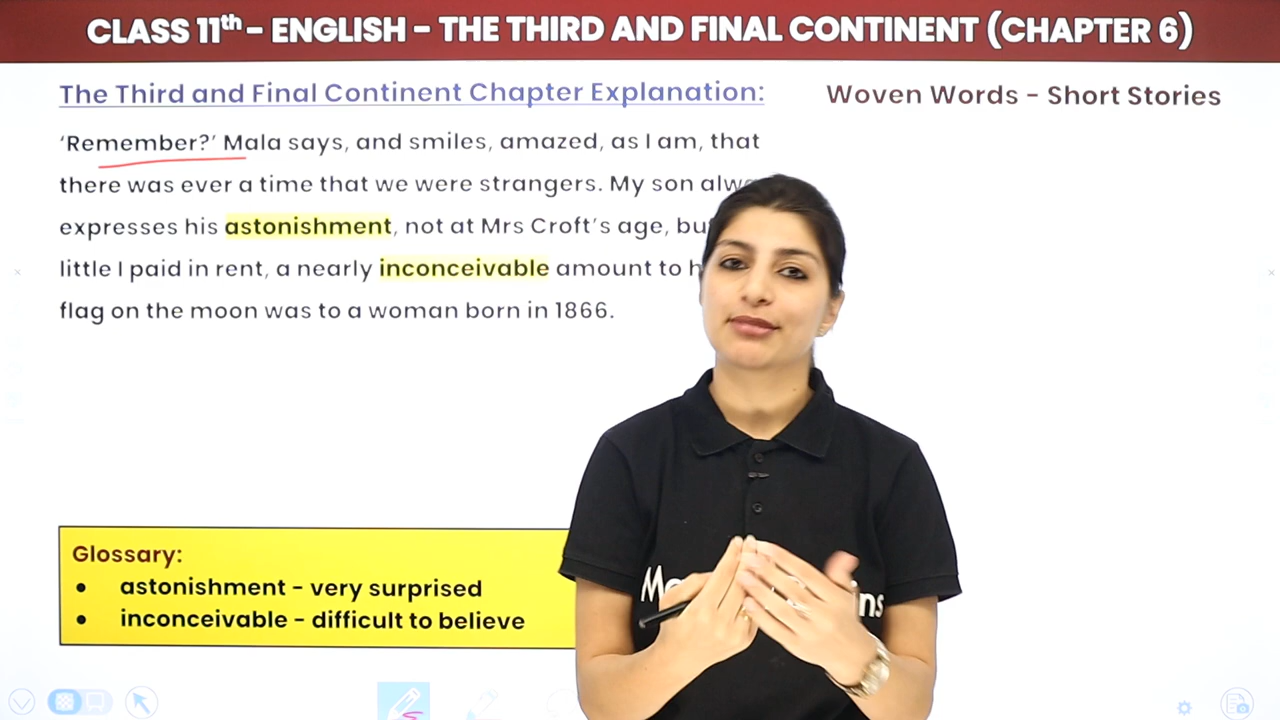 CLASS 11th - ENGLISH - THE THIRD AND FINAL CONTINENT (CHAPTER 6)
The Third and Final Continent Chapter Explanation:
Woven Words - Short Stories
‘Remember?’ Mala says, and smiles, amazed, as I am, that
there was ever a time that we were strangers. My son
expresses his astonishment, not at Mrs Croft’s age,
little I paid in rent, a nearly inconceivable amount to
flag on the moon was to a woman born in 1866.
Glossary:
• astonishment - very surprised
• inconceivable - difficult to believe